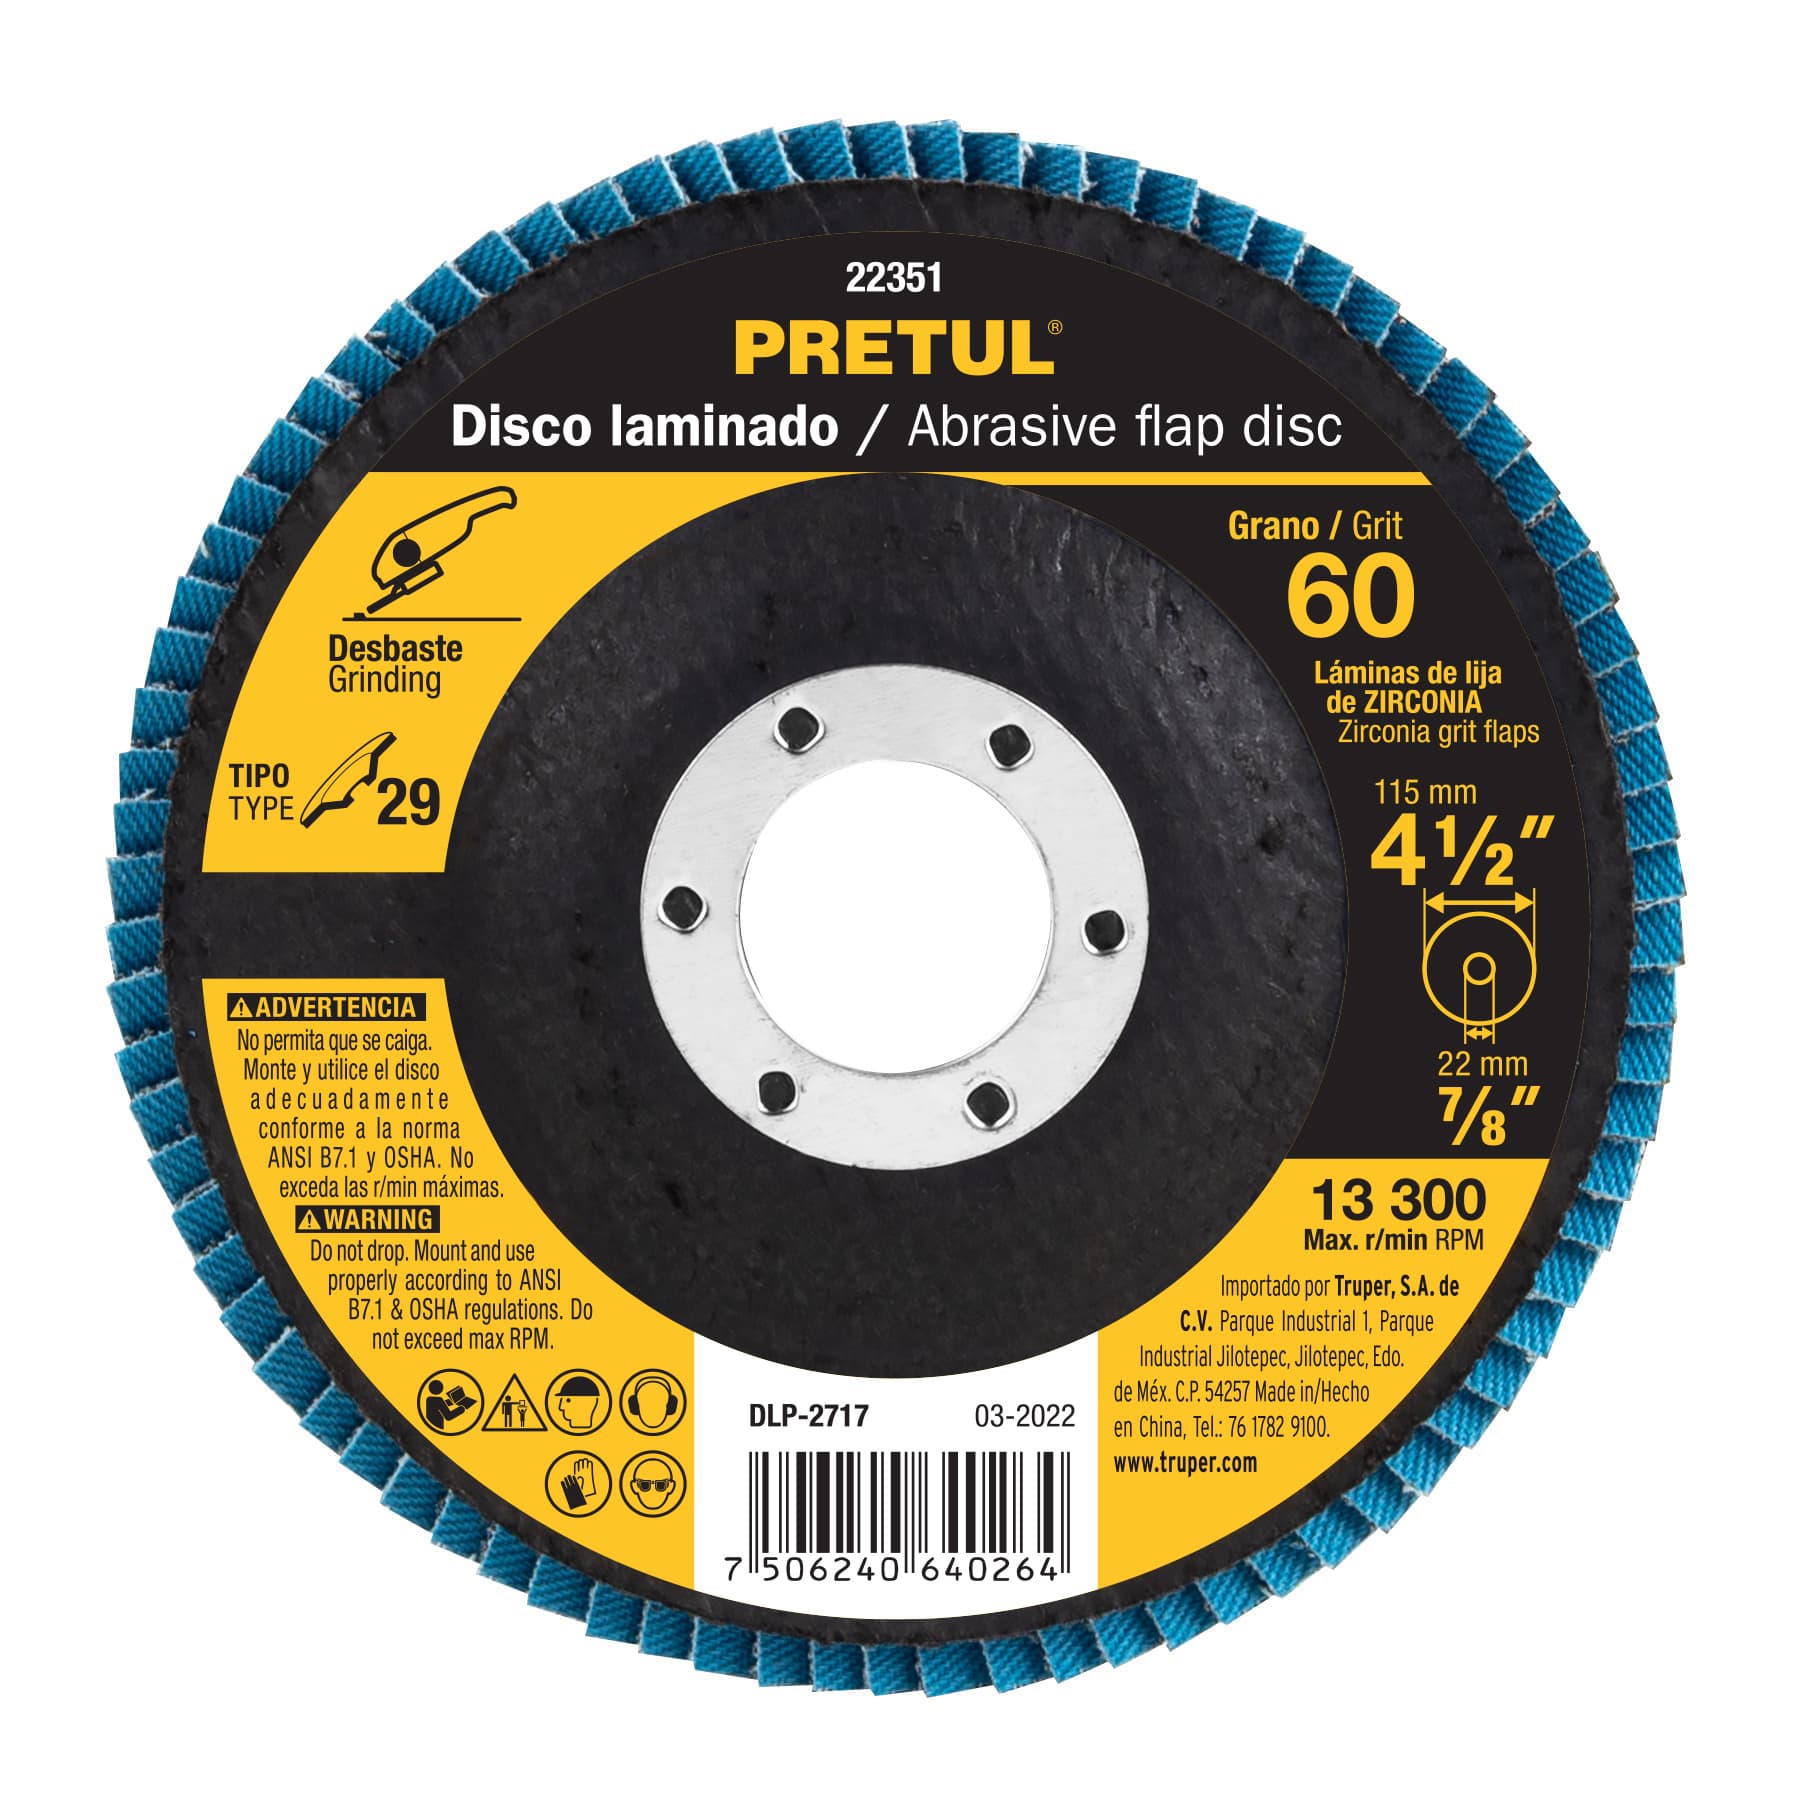 22351
PRETUL®
Disco laminado / Abrasive flap disc
Desbaste
Grinding
TIPO
TYPE
29
Grano / Grit
60
Láminas de lija
de ZIRCONIA
Zirconia grit flaps
115 mm
4 1/2"
22 mm
7/8"
ADVERTENCIA
No permita que se caiga.
Monte y utilice el disco
adecuadamente
conforme a la norma
ANSI B7.1 y OSHA. No
exceda las r/min máximas.
WARNING
Do not drop. Mount and use
properly according to ANSI
B7.1 & OSHA regulations. Do
not exceed max RPM.
13 300
Max. r/min RPM
Importado por Truper, S.A. de
C.V. Parque Industrial 1, Parque
Industrial Jilotepec, Jilotepec, Edo.
de Méx. C.P. 54257 Made in/Hecho
en China, Tel.: 76 1782 9100.
www.truper.com
DLP-2717 03-2022
7 506240 640264